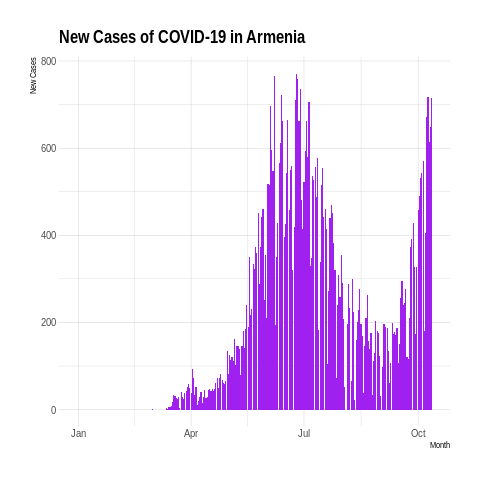 New Cases of COVID-19 in Armenia
New Cases
800
600
400
200
0
Jan Apr Jul Oct
Month